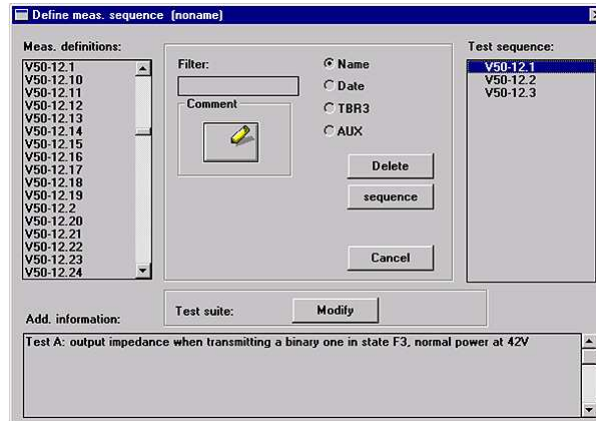 Define meas. sequence (noname)
Meas. definitions:
V50-12.1
V50-12.10
V50-12.11
V50-12.12
V50-12.13
V50-12.14
V50-12.15
V50-12.16
V50-12.17
V50-12.18
V50-12.19
V50-12.2
V50-12.20
V50-12.21
V50-12.22
V50-12.23
V50-12.24
Filter:
Comment
Name
Date
TBR3
AUX
Delete
sequence
Cancel
Test sequence:
V50-12.1
V50-12.2
V50-12.3
Test suite:
Modify
Add. information:
Test A: output impedance when transmitting a binary one in state F3, normal power at 42V